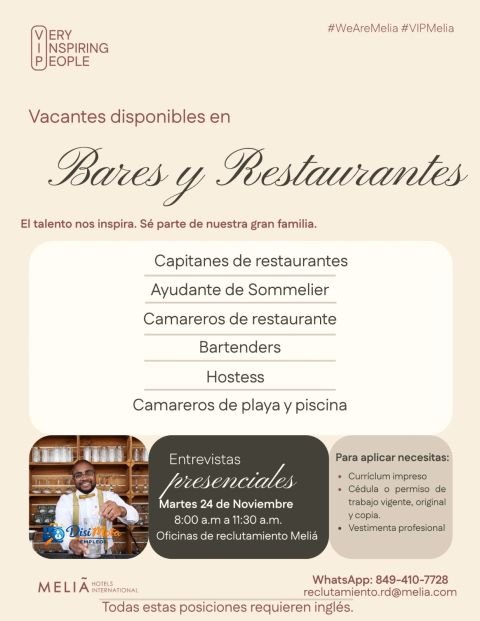 VERY
INSPIRING
PEOPLE
#WeAreMelia #VIPMelia
Vacantes disponibles en
Bares y Restaurantes
El talento nos inspira. Sé parte de nuestra gran familia.
Capitanes de restaurantes
Ayudante de Sommelier
Camareros de restaurante
Bartenders
Hostess
Camareros de playa y piscina
DisiMota
EMPLEOS
Entrevistas
presenciales
Martes 24 de Noviembre
8:00 a.m a 11:30 a.m.
Oficinas de reclutamiento Meliá
Para aplicar necesitas:
• Currículm impreso
• Cédula o permiso de
trabajo vigente, original
y copia.
• Vestimenta profesional
MELIÃ HOTELS
INTERNATIONAL
WhatsApp: 849-410-7728
reclutamiento.rd@melia.com
Todas estas posiciones requieren inglés.